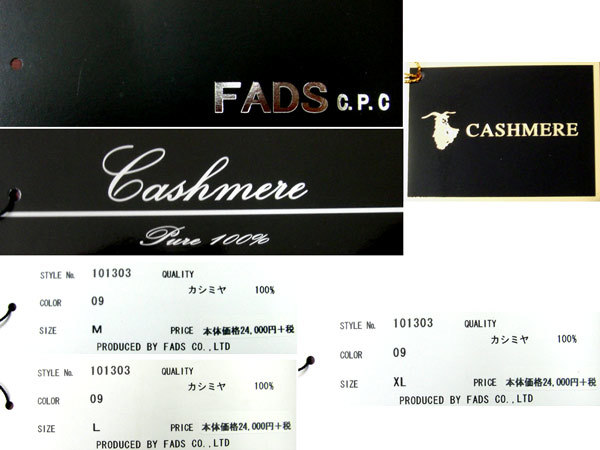 FADS C.P.C
Cashmere
Pure 100%
CASHMERE
STYLE No. 101303 QUALITY
カシミヤ 100%
COLOR 09
SIZE M PRICE 本体価格24,000円+税
PRODUCED BY FADS CO.,LTD
STYLE No. 101303 QUALITY
カシミヤ 100%
COLOR 09
SIZE L PRICE 本体価格24,000円+税
PRODUCED BY FADS CO.,LTD
STYLE No. 101303 QUALITY
カシミヤ 100%
COLOR 09
SIZE XL PRICE 本体価格24,000円+税
PRODUCED BY FADS CO.,LTD